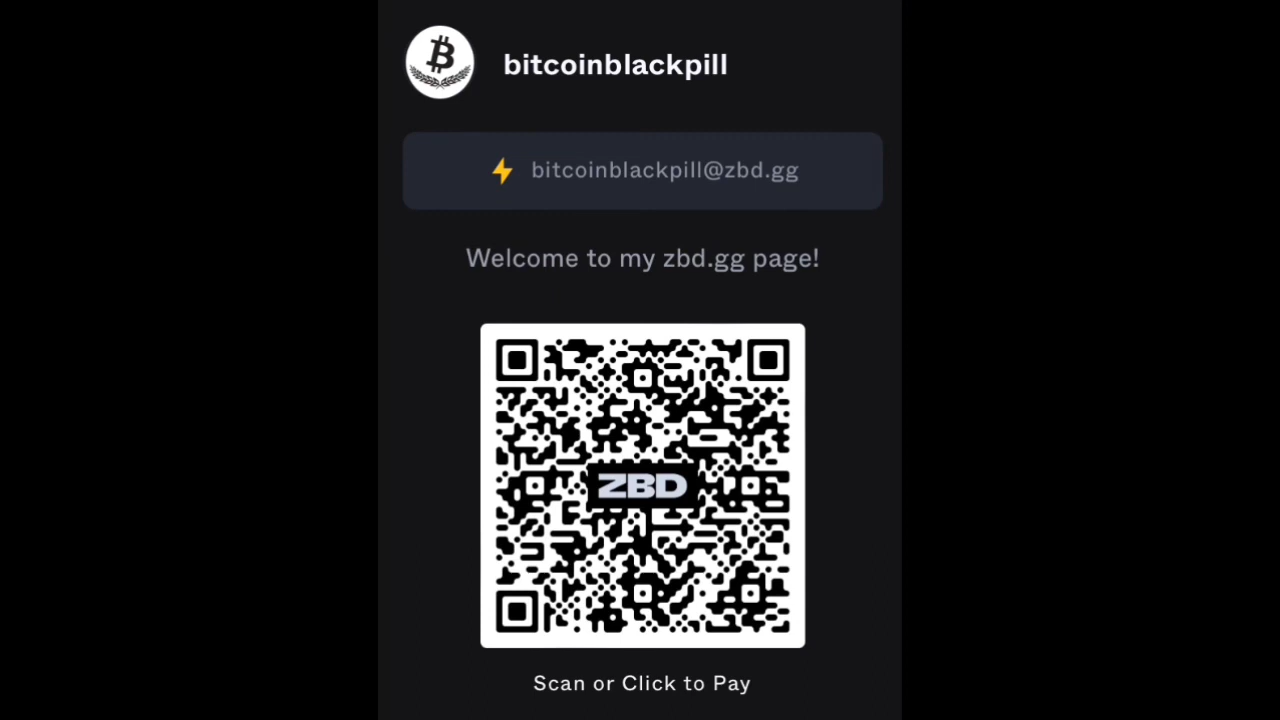 bitcoinblackpill
bitcoinblackpill@zbd.gg
Welcome to my zbd.gg page!
ZBD
Scan or Click to Pay